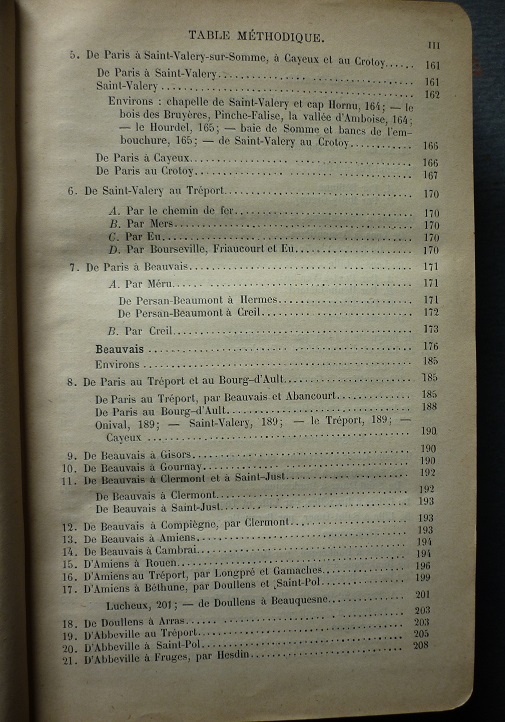 TABLE MÉTHODIQUE. III
5. De Paris à Saint-Valery-sur-Somme, à Cayeux et au Crotoy...... 161
De Paris à Saint-Valery................................ 161
Saint-Valery................................ 162
Environs : chapelle de Saint-Valery et cap Hornu, 164; — le
bois des Bruyères, Pinche-Falise, la vallée d'Amboise, 164;
— le Hourdel, 165; — baie de Somme et bancs de l'em-
bouchure, 165; — de Saint-Valery au Crotoy............ 166
De Paris à Cayeux................................ 166
De Paris au Crotoy................................ 167
6. De Saint-Valery au Tréport................................ 170
A. Par le chemin de fer................................ 170
B. Par Mers................................ 170
C. Par Eu................................ 170
D. Par Bourseville, Friaucourt et Eu.................... 170
7. De Paris à Beauvais................................ 171
A. Par Méru................................ 171
De Persan-Beaumont à Hermes.................... 171
De Persan-Beaumont à Creil.................... 172
B. Par Creil................................ 173
Beauvais................................ 176
Environs................................ 185
8. De Paris au Tréport et au Bourg-d'Ault.................... 185
De Paris au Tréport, par Beauvais et Abancourt............ 185
De Paris au Bourg-d'Ault................................ 188
Onival, 189; — Saint-Valery, 189; — le Tréport, 189; —
Cayeux................................ 190
9. De Beauvais à Gisors................................ 190
10. De Beauvais à Gournay................................ 190
11. De Beauvais à Clermont et à Saint-Just.................... 192
De Beauvais à Clermont................................ 192
De Beauvais à Saint-Just................................ 193
12. De Beauvais à Compiègne, par Clermont.................... 193
13. De Beauvais à Amiens................................ 193
14. De Beauvais à Cambrai................................ 194
15. D'Amiens à Rouen................................ 194
16. D'Amiens au Tréport, par Longpré et Gamaches............ 196
17. D'Amiens à Béthune, par Doullens et Saint-Pol............ 199
Lucheux, 201; — de Doullens à Beauquesne............ 201
18. De Doullens à Arras................................ 203
19. D'Abbeville au Tréport................................ 203
20. D'Abbeville à Saint-Pol................................ 205
21. D'Abbeville à Fruges, par Hesdin.................... 208